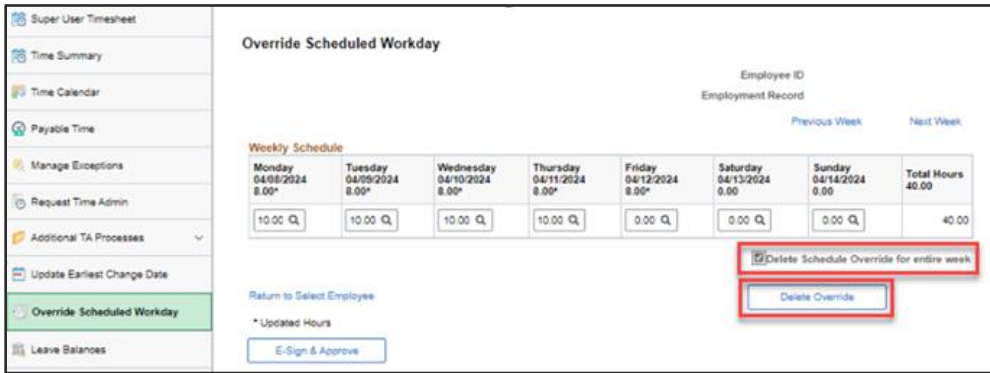 Super User Timesheet
Time Summary
Time Calendar
Payable Time
Manage Exceptions
Request Time Admin
Additional TA Processes
Update Earliest Change Date
Override Scheduled Workday
Leave Balances
Override Scheduled Workday
Employee ID
Employment Record
Previous Week Next Week
Weekly Schedule
Monday Tuesday Wednesday Thursday Friday Saturday Sunday Total Hours
04/08/2024 04/09/2024 04/10/2024 04/11/2024 04/12/2024 04/13/2024 04/14/2024 40.00
8.00* 8.00* 8.00* 8.00* 8.00* 0.00 0.00
10.00 10.00 10.00 10.00 0.00 0.00 0.00 40.00
Delete Schedule Override for entire week
Return to Select Employee Delete Override
* Updated Hours
E-Sign & Approve